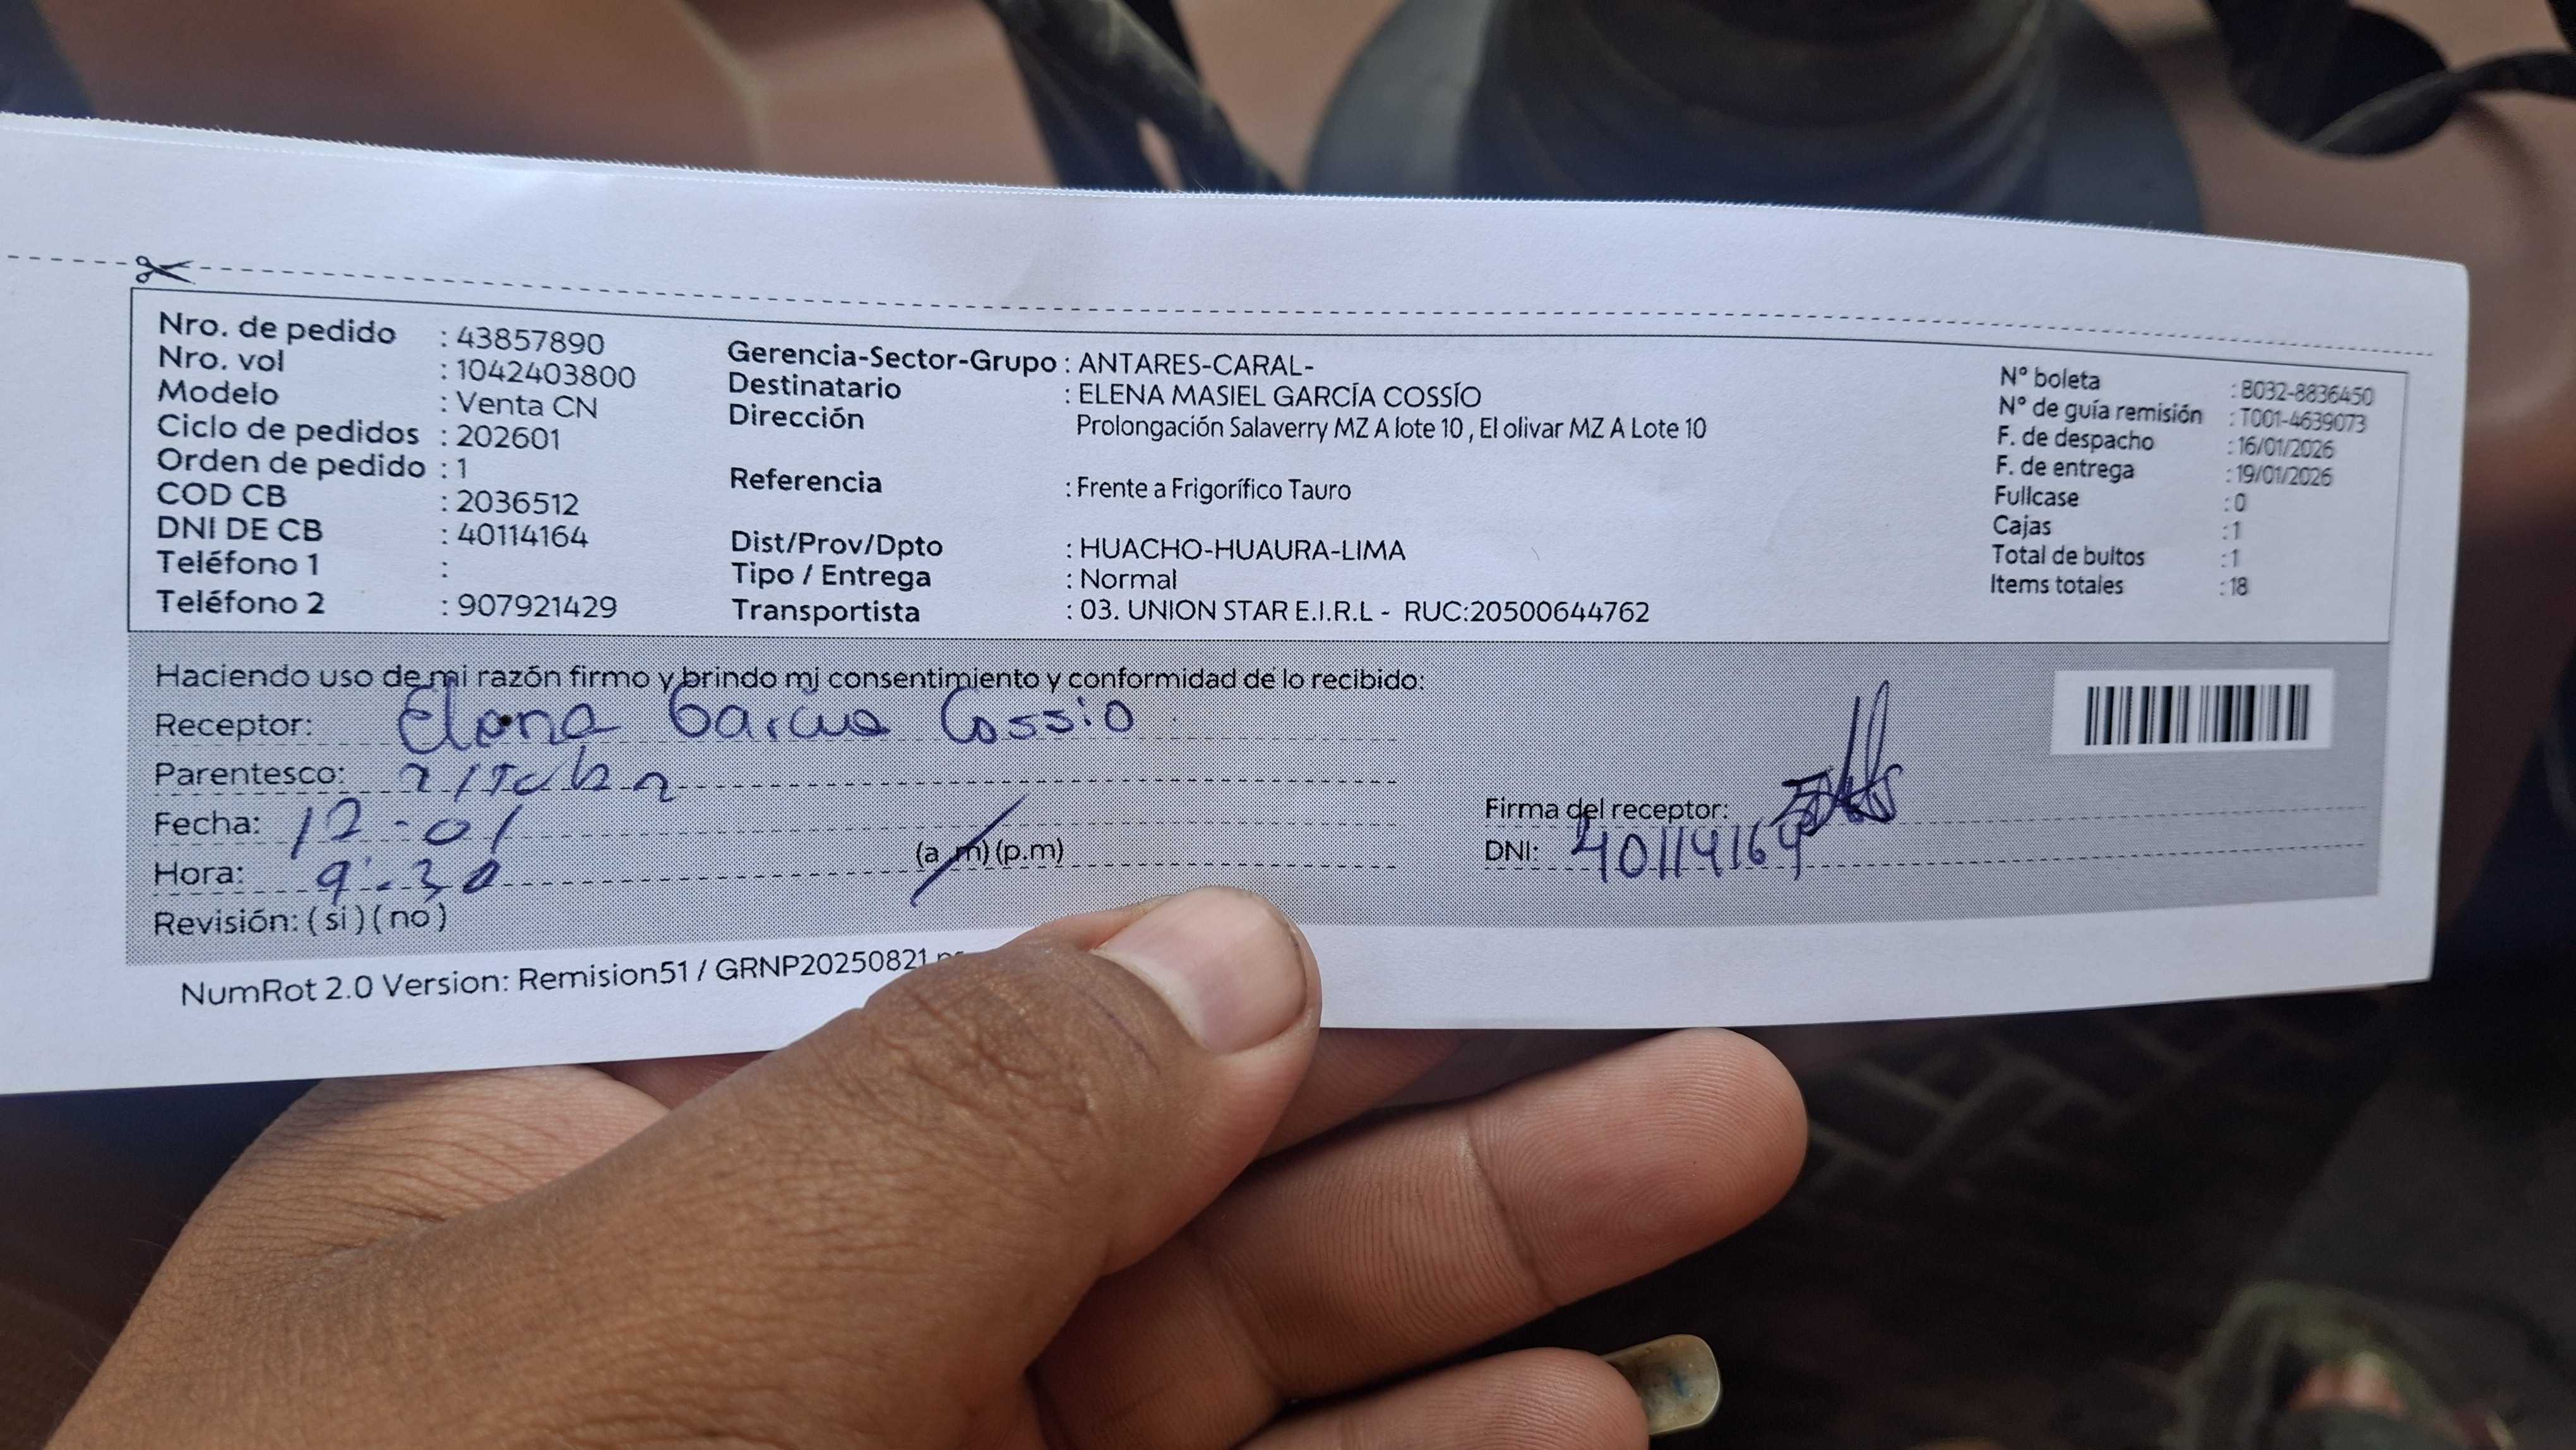 Nro. de pedido : 43857890
Nro. vol : 1042403800
Modelo : Venta CN
Ciclo de pedidos : 202601
Orden de pedido : 1
COD CB : 2036512
DNI DE CB : 40114164
Teléfono 1 :
Teléfono 2 : 907921429
Gerencia-Sector-Grupo : ANTARES-CARAL-
Destinatario : ELENA MASIEL GARCÍA COSSÍO
Dirección Prolongación Salaverry MZ A lote 10 , El olivar MZ A Lote 10
Referencia : Frente a Frigorífico Tauro
Dist/Prov/Dpto : HUACHO-HUAURA-LIMA
Tipo / Entrega : Normal
Transportista : 03. UNION STAR E.I.R.L - RUC:20500644762
N° boleta : B032-8836450
N° de guía remisión : T001-4639073
F. de despacho : 16/01/2026
F. de entrega : 19/01/2026
Fullcase : 0
Cajas : 1
Total de bultos : 1
Items totales : 18
Haciendo uso de mi razón firmo y brindo mi consentimiento y conformidad de lo recibido:
Receptor: Elena Garcia Cossio
Parentesco:
Fecha: 12-01
Hora: 9:30 (a.m) (p.m)
Revisión: ( si ) ( no )
Firma del receptor:
DNI: 40114164
NumRot 2.0 Version: Remision51 / GRNP20250821